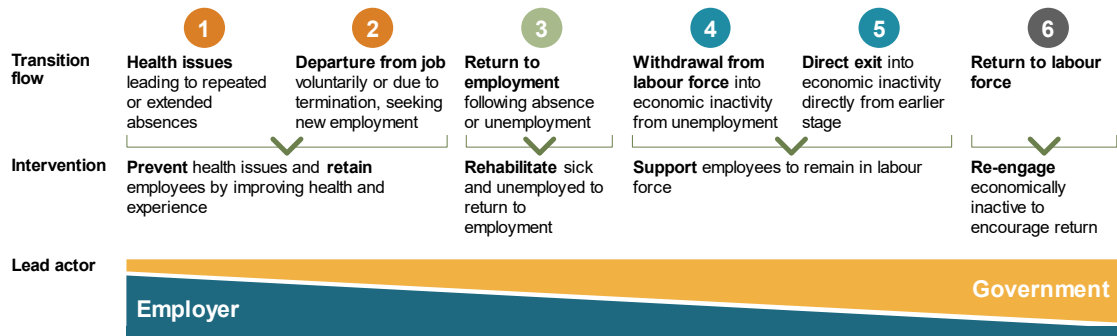 1
2
3
4
5
6
Transition
flow
Health issues
leading to repeated
or extended
absences
Departure from job
voluntarily or due to
termination, seeking
new employment
Return to
employment
following absence
or unemployment
Withdrawal from
labour force into
economic inactivity
from unemployment
Direct exit into
economic inactivity
directly from earlier
stage
Return to labour
force
Intervention
Prevent health issues and retain
employees by improving health and
experience
Rehabilitate sick
and unemployed to
return to
employment
Support employees to remain in labour
force
Re-engage
economically
inactive to
encourage return
Lead actor
Employer
Government